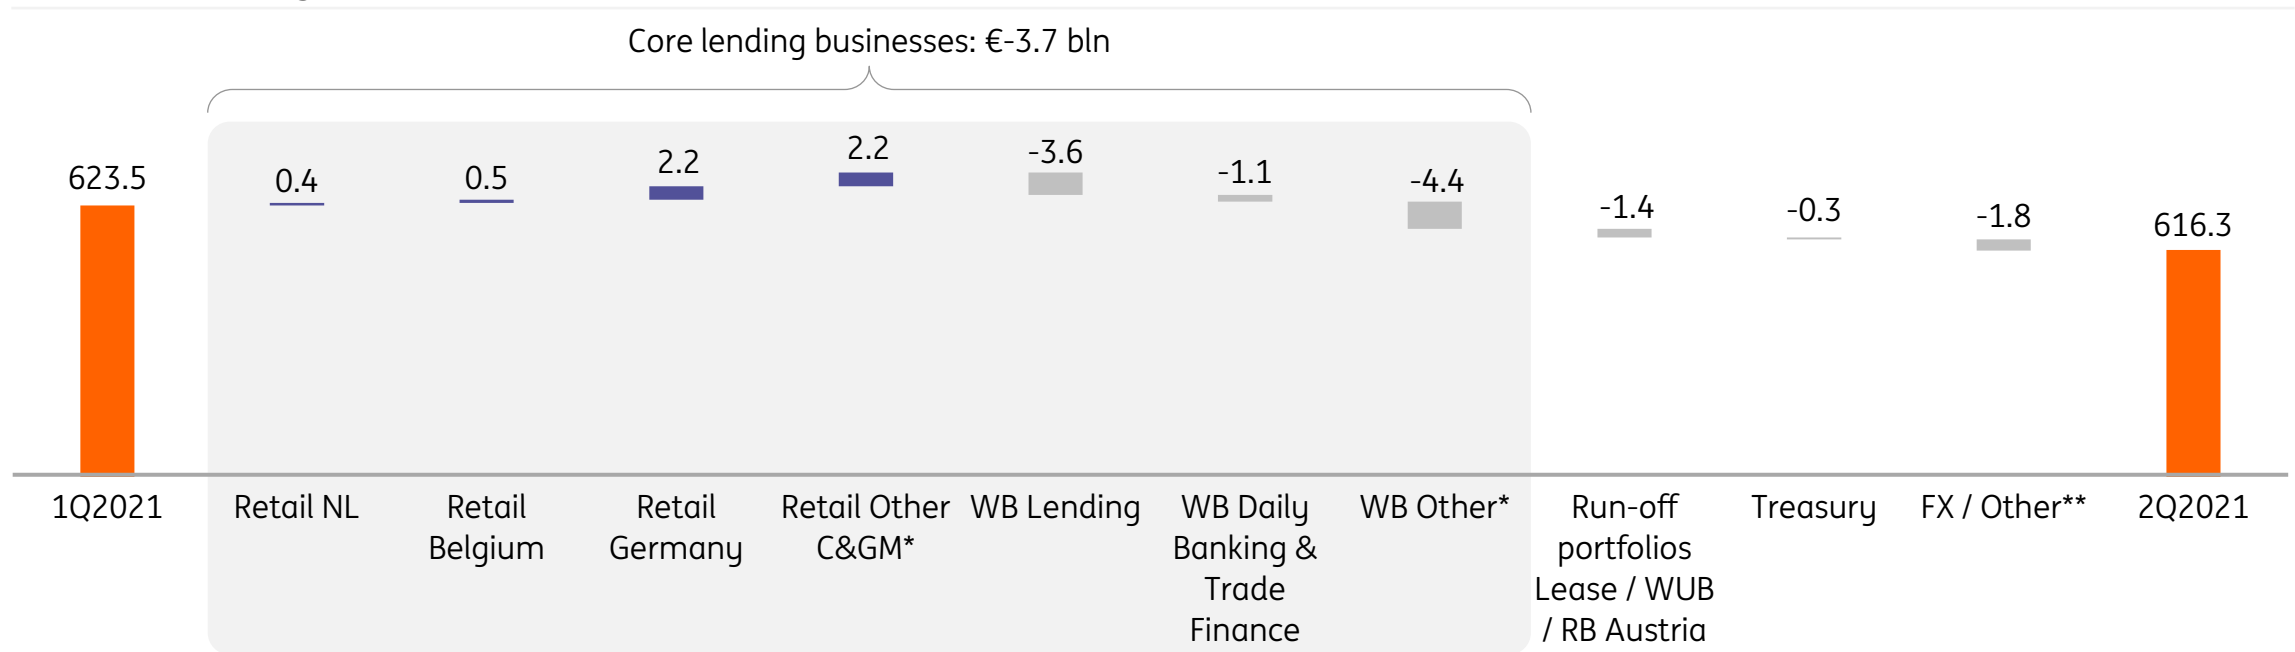 Core lending businesses: €-3.7 bln
623.5
0.4
0.5
2.2
2.2
-3.6
-1.1
-4.4
-1.4
-0.3
-1.8
616.3
1Q2021
Retail NL
Retail
Belgium
Retail
Germany
Retail Other
C&GM*
WB Lending
WB Daily
Banking &
Trade
Finance
WB Other*
Run-off
portfolios
Lease / WUB
/ RB Austria
Treasury
FX / Other**
2Q2021